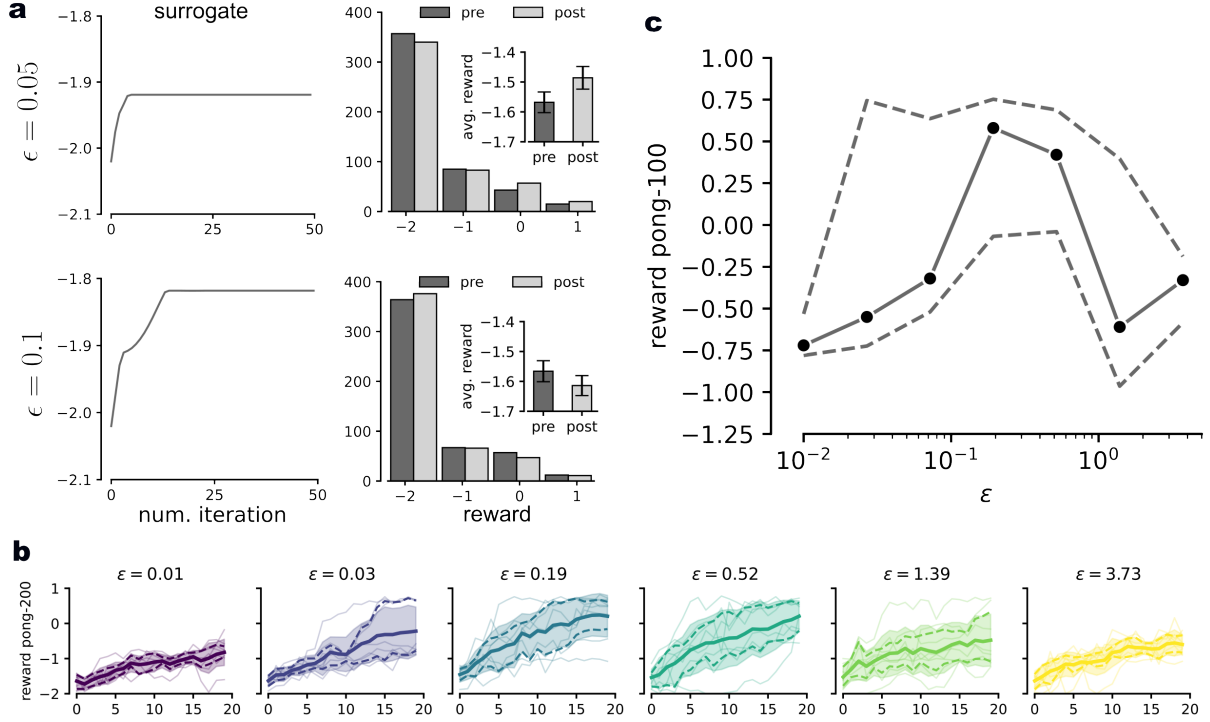 a
surrogate
ϵ = 0.05
−1.8
−1.9
−2.0
−2.1
0 25 50
400
300
200
100
0
pre post
−2 −1 0 1
avg. reward
−1.4
−1.5
−1.6
−1.7
pre post
ϵ = 0.1
−1.8
−1.9
−2.0
−2.1
0 25 50
num. iteration
400
300
200
100
0
pre post
−2 −1 0 1
reward
avg. reward
−1.4
−1.5
−1.6
−1.7
pre post
c
reward pong-100
1.00
0.75
0.50
0.25
0.00
−0.25
−0.50
−0.75
−1.00
−1.25
10⁻² 10⁻¹ 10⁰
ε
b
reward pong-200
1
0
−1
−2
ε = 0.01
0 5 10 15 20
ε = 0.03
0 5 10 15 20
ε = 0.19
0 5 10 15 20
ε = 0.52
0 5 10 15 20
ε = 1.39
0 5 10 15 20
ε = 3.73
0 5 10 15 20